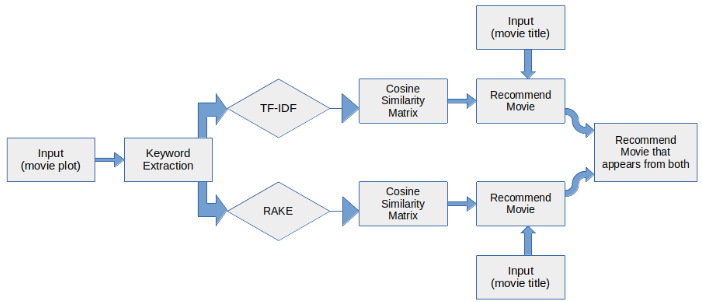 Input
(movie title)
TF-IDF
Cosine
Similarity
Matrix
Recommend
Movie
Input
(movie plot)
Keyword
Extraction
Recommend
Movie that
appears from both
RAKE
Cosine
Similarity
Matrix
Recommend
Movie
Input
(movie title)